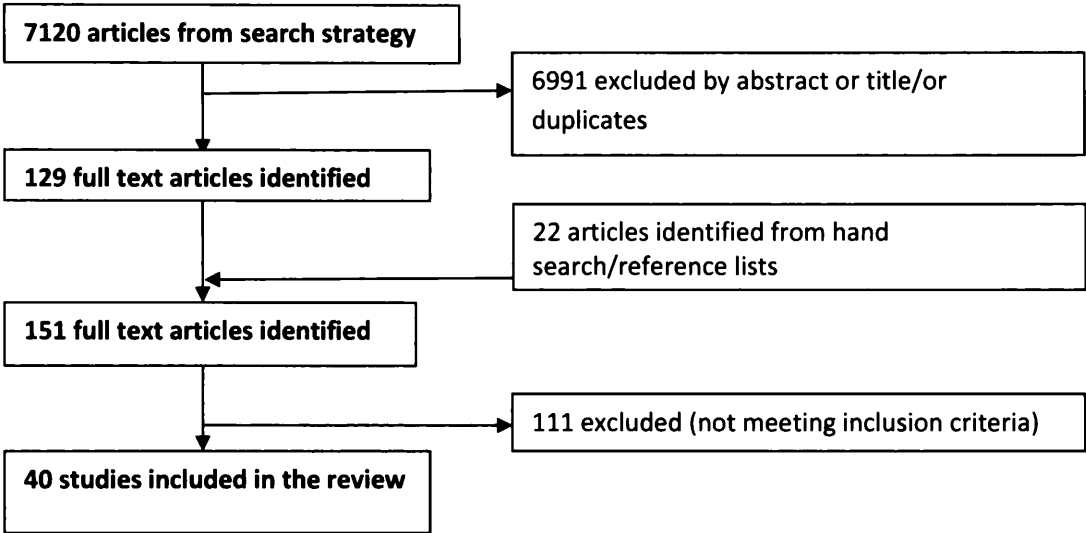 7120 articles from search strategy
6991 excluded by abstract or title/or
duplicates
129 full text articles identified
22 articles identified from hand
search/reference lists
151 full text articles identified
111 excluded (not meeting inclusion criteria)
40 studies included in the review